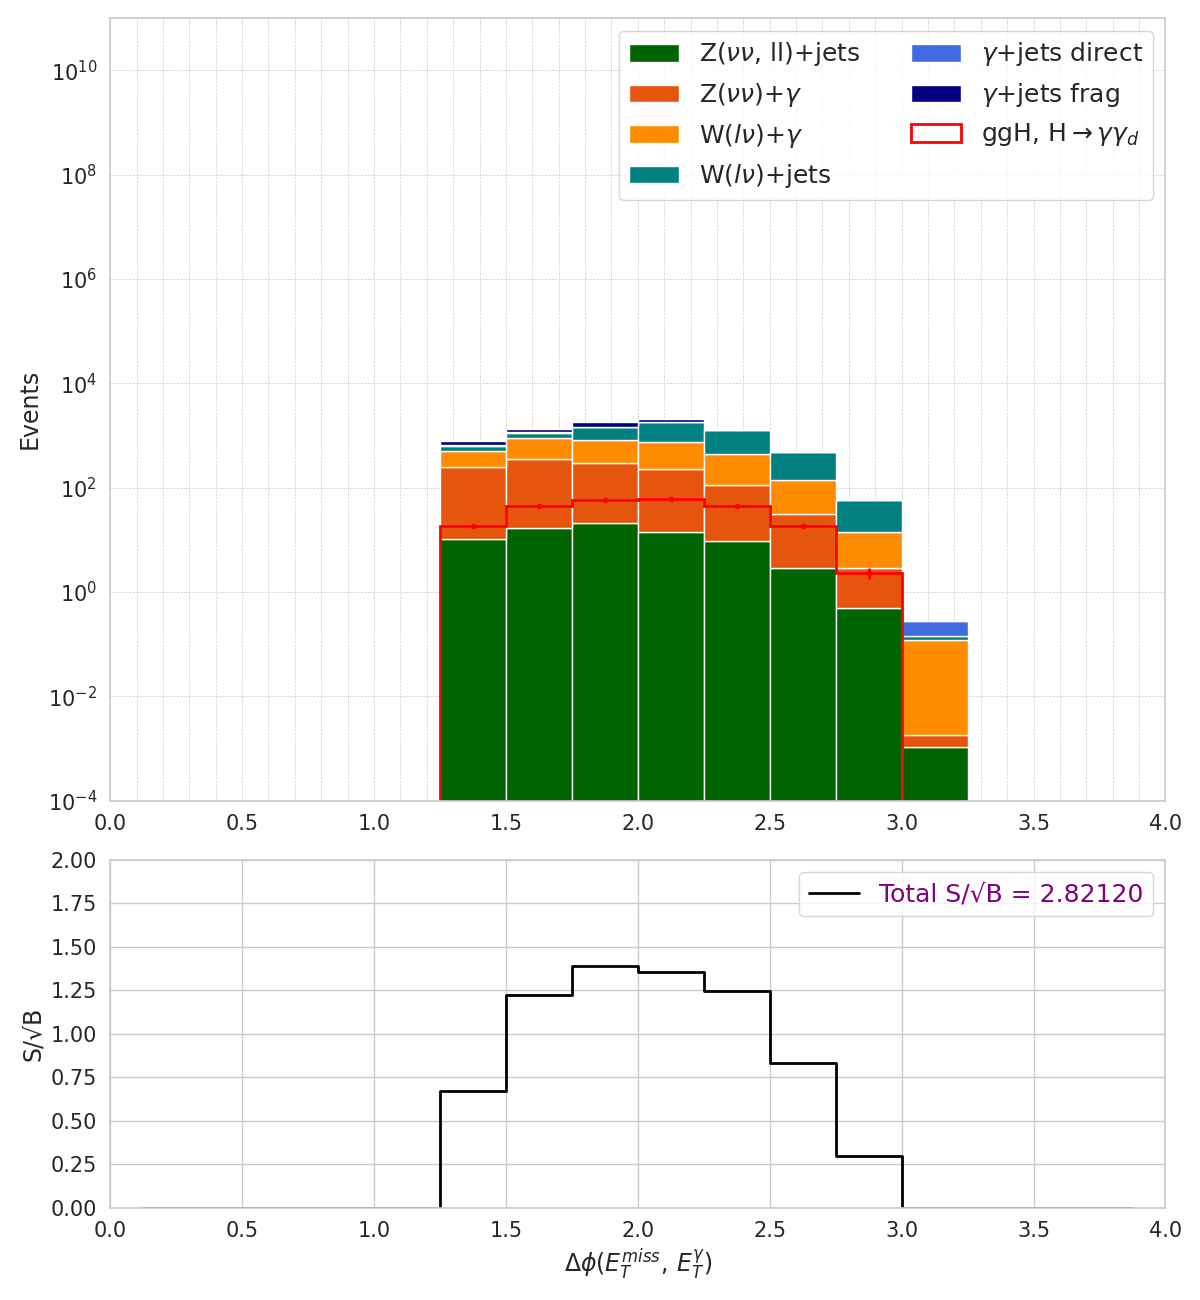 Z(νν, ll)+jets
Z(νν)+γ
W(lν)+γ
W(lν)+jets
γ+jets direct
γ+jets frag
ggH, H→γγ_d
Events
10^10
10^8
10^6
10^4
10^2
10^0
10^−2
10^−4
0.0 0.5 1.0 1.5 2.0 2.5 3.0 3.5 4.0
Total S/√B = 2.82120
S/√B
2.00
1.75
1.50
1.25
1.00
0.75
0.50
0.25
0.00
0.0 0.5 1.0 1.5 2.0 2.5 3.0 3.5 4.0
Δϕ(E_T^miss, E_T^γ)